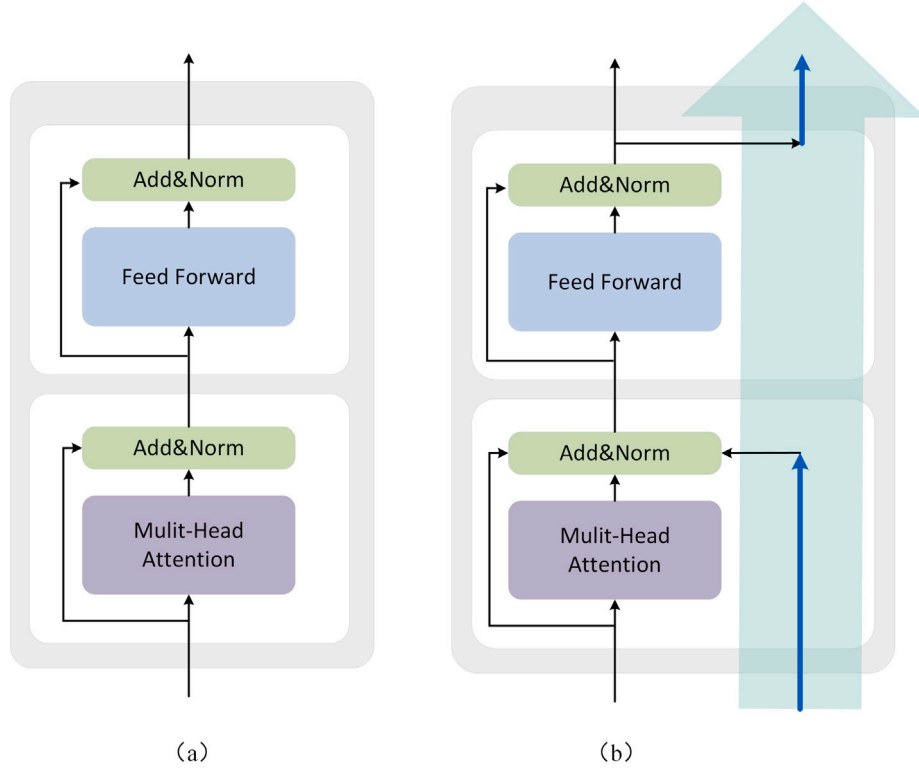 Add&Norm
Feed Forward
Add&Norm
Mulit-Head
Attention
(a)
Add&Norm
Feed Forward
Add&Norm
Mulit-Head
Attention
(b)